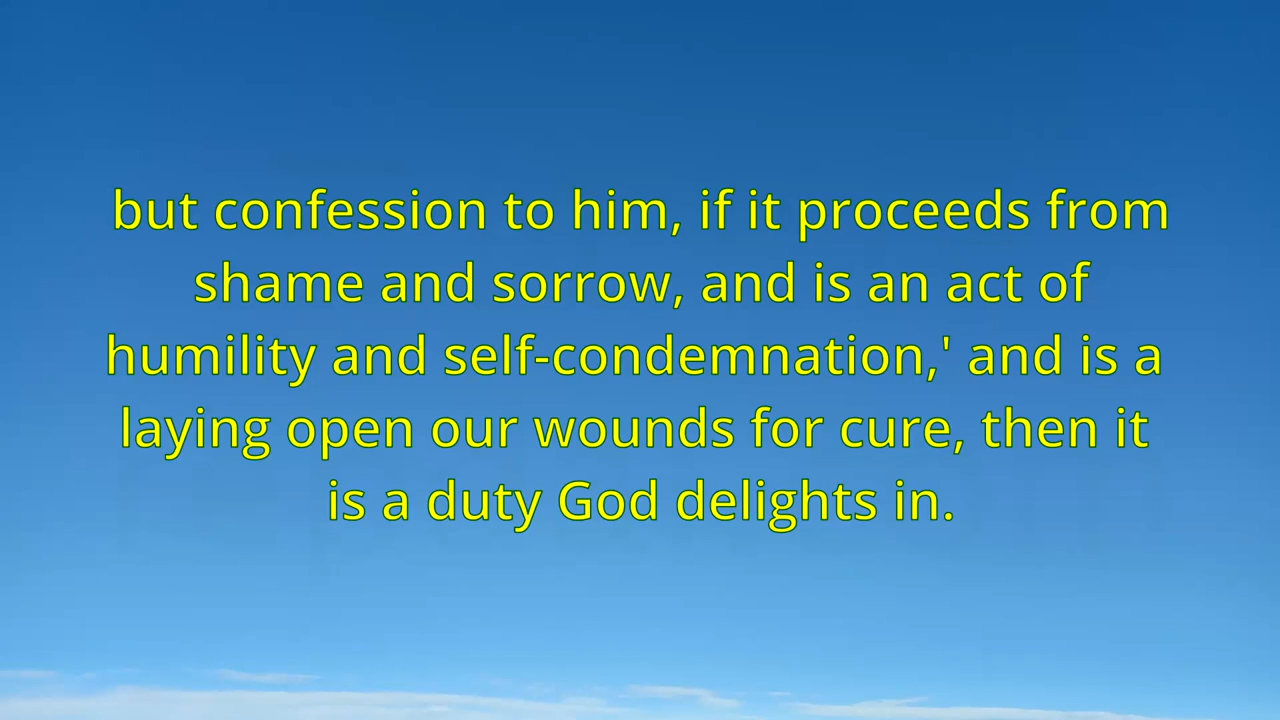 but confession to him, if it proceeds from
shame and sorrow, and is an act of
humility and self-condemnation,' and is a
laying open our wounds for cure, then it
is a duty God delights in.